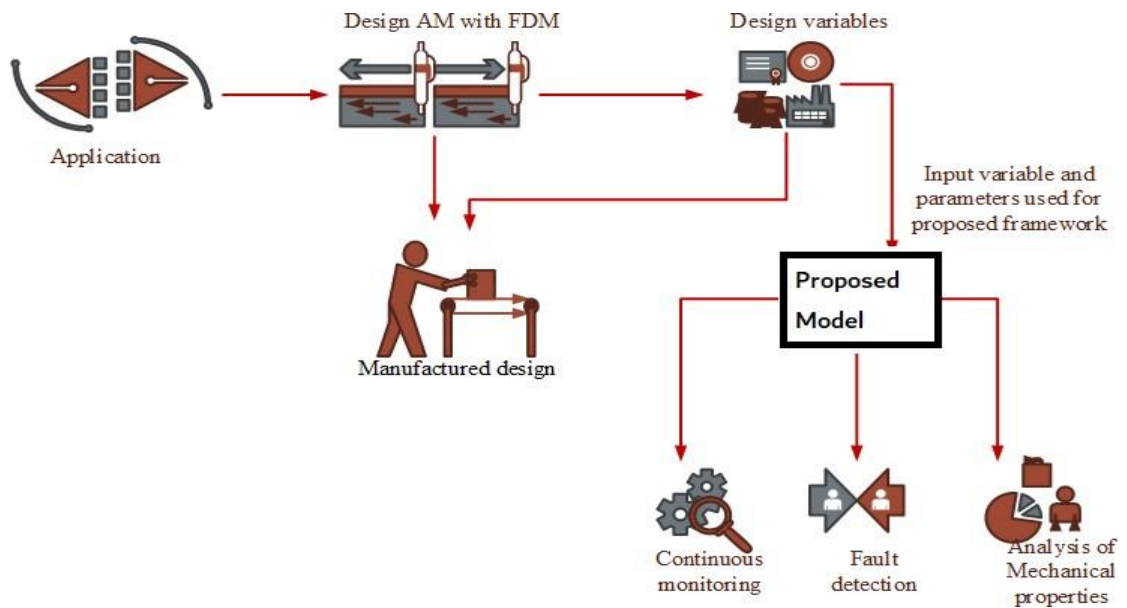 Design AM with FDM
Design variables
Application
Input variable and
parameters used for
proposed framework
Proposed
Model
Manufactured design
Continuous
monitoring
Fault
detection
Analysis of
Mechanical
properties